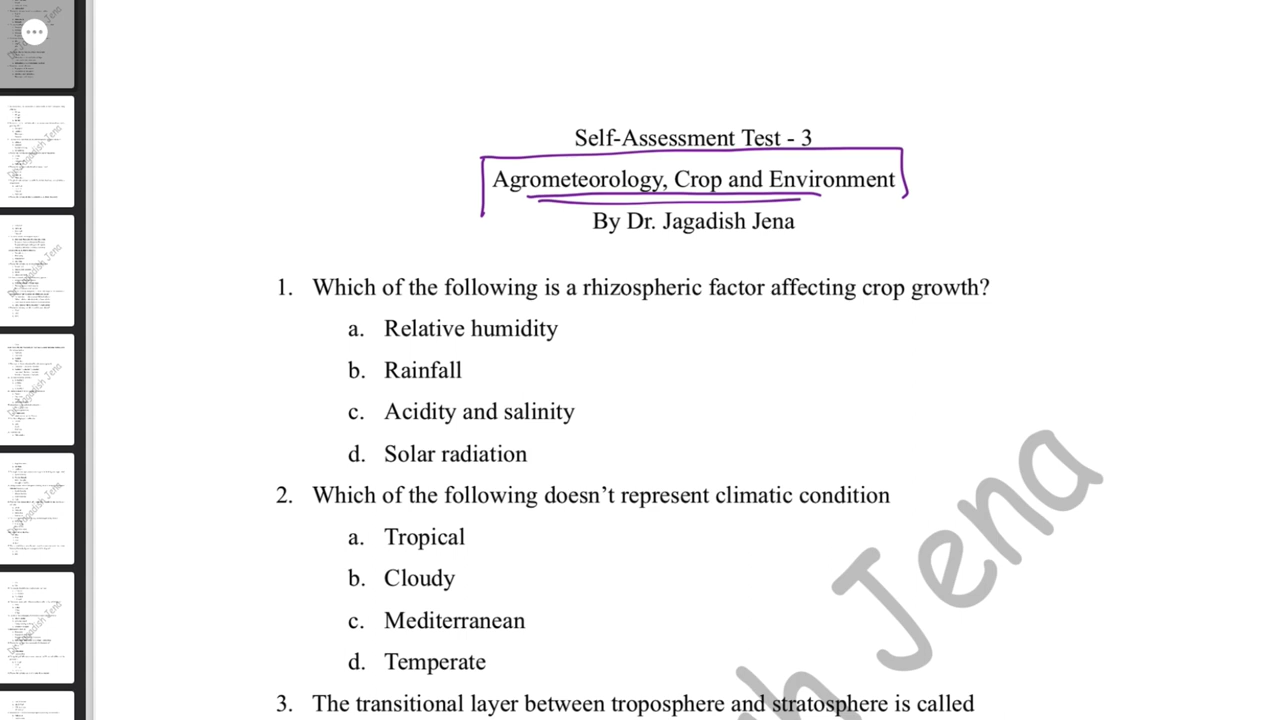 Self-Assessment Test - 3
Agrometeorology, Crop and Environment
By Dr. Jagadish Jena
1. Which of the following is a rhizospheric factor affecting crop growth?
a. Relative humidity
b. Rainfall
c. Acidity and salinity
d. Solar radiation
2. Which of the following doesn't represent climatic condition
a. Tropical
b. Cloudy
c. Mediterranean
d. Temperate
3. The transitional layer between troposphere and stratosphere is called
Jena